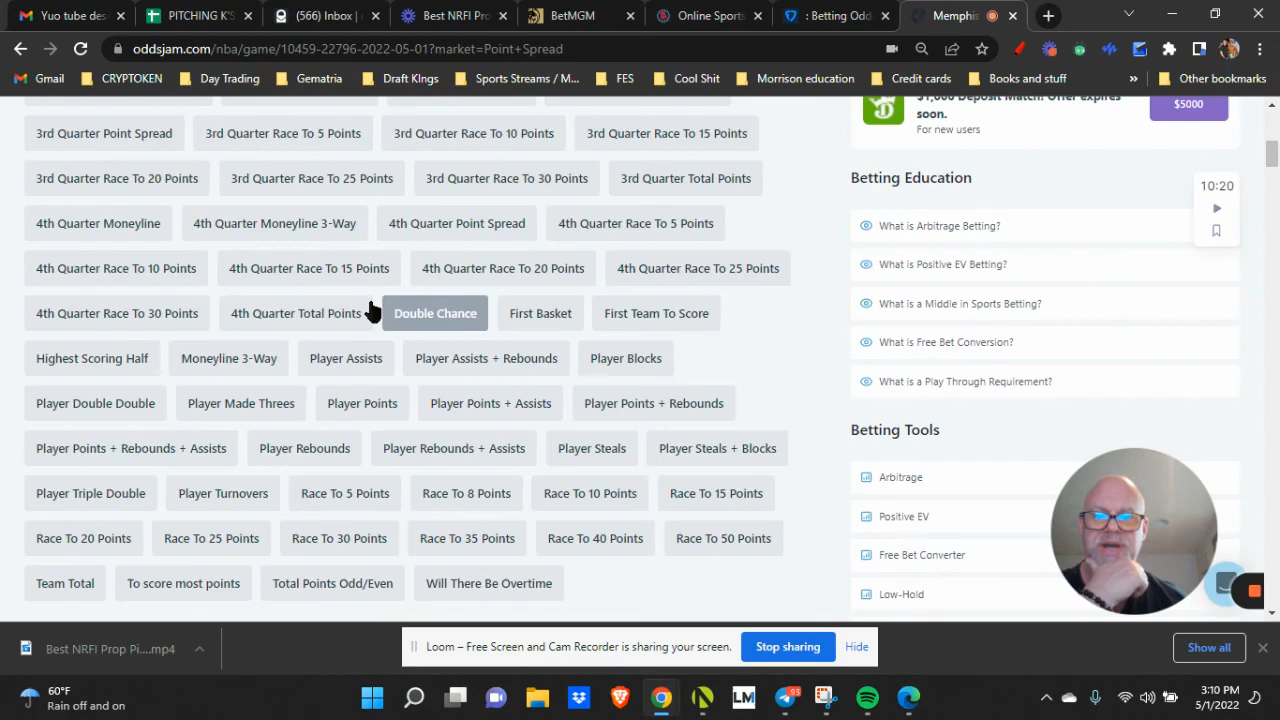 Yuo tube des
PITCHING K'S
(566) Inbox |
Best NRFI Pro
BetMGM
Online Sports
: Betting Odd
Memphis
oddsjam.com/nba/game/10459-22796-2022-05-01?market=Point+Spread
Gmail
CRYPTOKEN
Day Trading
Gematria
Draft KIngs
Sports Streams / M...
FES
Cool Shit
Morrison education
Credit cards
Books and stuff
»
Other bookmarks
3rd Quarter Point Spread
3rd Quarter Race To 5 Points
3rd Quarter Race To 10 Points
3rd Quarter Race To 15 Points
3rd Quarter Race To 20 Points
3rd Quarter Race To 25 Points
3rd Quarter Race To 30 Points
3rd Quarter Total Points
4th Quarter Moneyline
4th Quarter Moneyline 3-Way
4th Quarter Point Spread
4th Quarter Race To 5 Points
4th Quarter Race To 10 Points
4th Quarter Race To 15 Points
4th Quarter Race To 20 Points
4th Quarter Race To 25 Points
4th Quarter Race To 30 Points
4th Quarter Total Points
Double Chance
First Basket
First Team To Score
Highest Scoring Half
Moneyline 3-Way
Player Assists
Player Assists + Rebounds
Player Blocks
Player Double Double
Player Made Threes
Player Points
Player Points + Assists
Player Points + Rebounds
Player Points + Rebounds + Assists
Player Rebounds
Player Rebounds + Assists
Player Steals
Player Steals + Blocks
Player Triple Double
Player Turnovers
Race To 5 Points
Race To 8 Points
Race To 10 Points
Race To 15 Points
Race To 20 Points
Race To 25 Points
Race To 30 Points
Race To 35 Points
Race To 40 Points
Race To 50 Points
Team Total
To score most points
Total Points Odd/Even
Will There Be Overtime
$1,000 Deposit Match! Offer expires
soon.
For new users
$5000
Betting Education
10:20
What is Arbitrage Betting?
What is Positive EV Betting?
What is a Middle in Sports Betting?
What is Free Bet Conversion?
What is a Play Through Requirement?
Betting Tools
Arbitrage
Positive EV
Free Bet Converter
Low-Hold
Best NRFI Prop Pi....mp4
Loom – Free Screen and Cam Recorder is sharing your screen.
Stop sharing
Hide
Show all
60°F
Rain off and on
LM
95
3:10 PM
5/1/2022